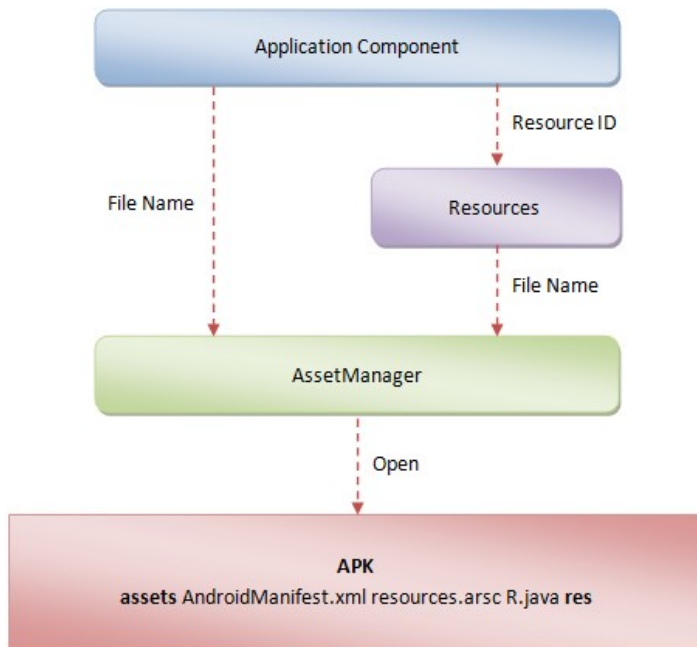 Application Component
Resource ID
File Name
Resources
File Name
AssetManager
Open
APK
assets AndroidManifest.xml resources.arsc R.java res